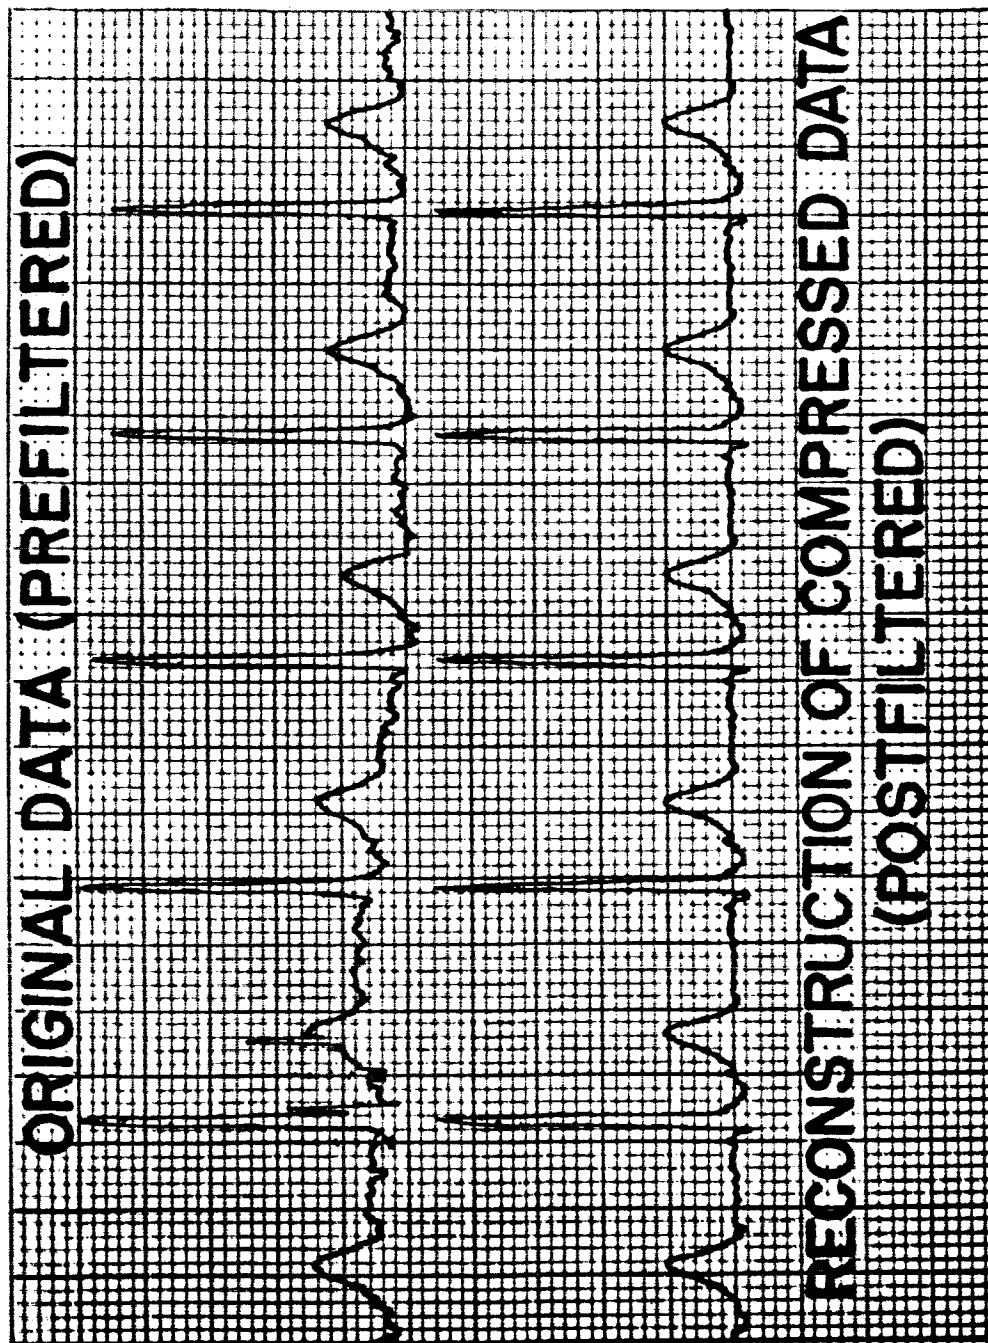 ORIGINAL DATA (PREFILTERED)
RECONSTRUCTION OF COMPRESSED DATA
(POSTFILTERED)